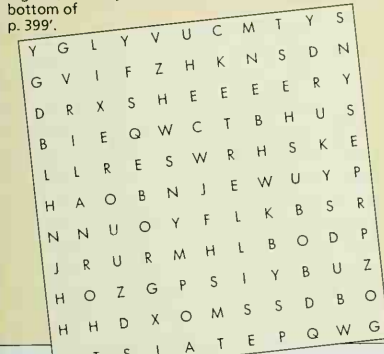 bottom of
p. 399'.
Y G L Y V U C M T Y S
G V I F Z H K N S D N
D R X S H E E E E R Y
B I E Q W C T B H U S
L L R E S W R H S K E
H A O B N J E W U Y P
N N U O Y F L K B S R
J R U R M H L B O D P
H O Z G P S I Y B U Z
H H D X O M S S D B O
A T E P Q W G